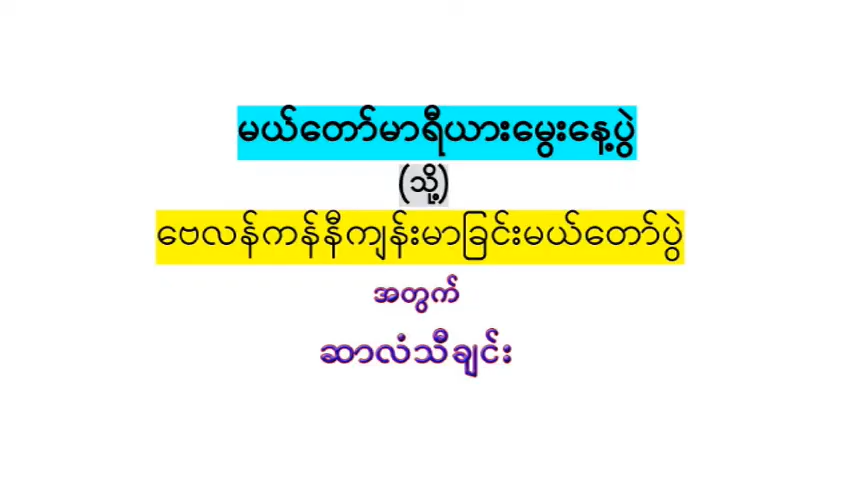 မယ်တော်မာရီယားမွေးနေ့ပွဲ
(သို့)
ဗေလန်ကန်နီကျန်းမာခြင်းမယ်တော်ပွဲ
အတွက်
ဆာလံသီချင်း